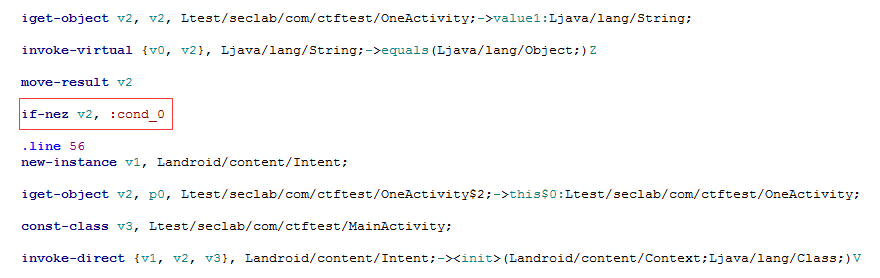 iget-object v2, v2, Ltest/seclab/com/ctftest/OneActivity;->value1:Ljava/lang/String;
invoke-virtual {v0, v2}, Ljava/lang/String;->equals(Ljava/lang/Object;)Z
move-result v2
if-nez v2, :cond_0
.line 56
new-instance v1, Landroid/content/Intent;
iget-object v2, p0, Ltest/seclab/com/ctftest/OneActivity$2;->this$0:Ltest/seclab/com/ctftest/OneActivity;
const-class v3, Ltest/seclab/com/ctftest/MainActivity;
invoke-direct {v1, v2, v3}, Landroid/content/Intent;-><init>(Landroid/content/Context;Ljava/lang/Class;)V